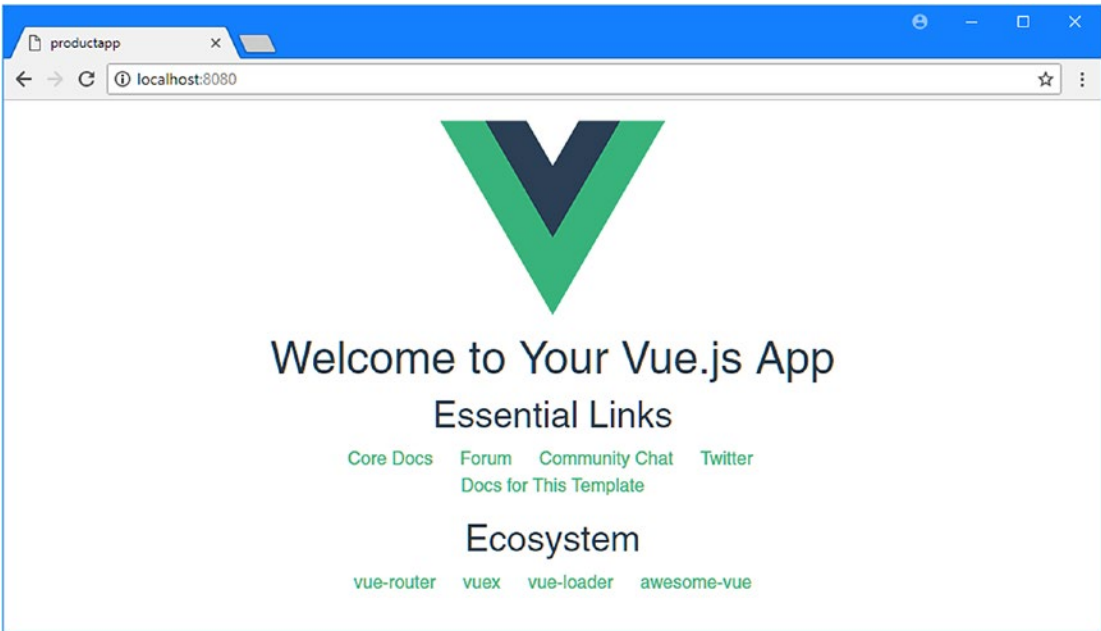 productapp
localhost:8080
Welcome to Your Vue.js App
Essential Links
Core Docs Forum Community Chat Twitter
Docs for This Template
Ecosystem
vue-router vuex vue-loader awesome-vue